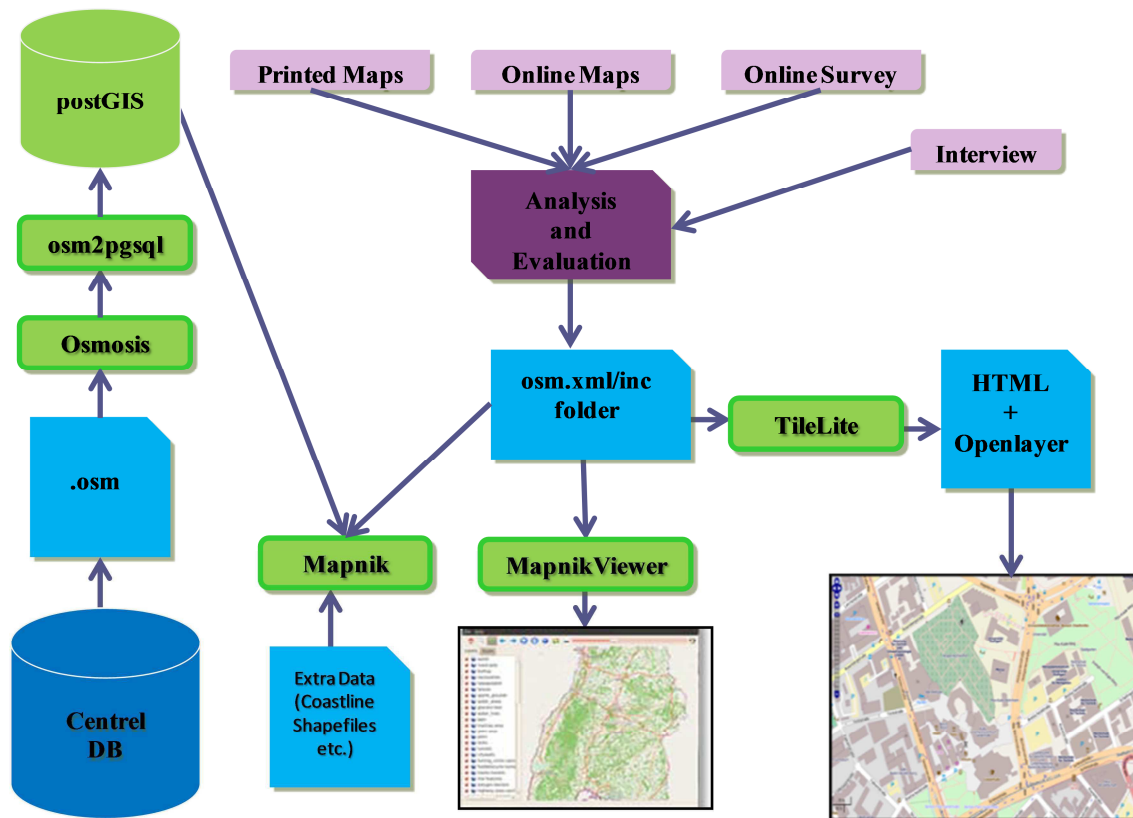 postGIS
Printed Maps
Online Maps
Online Survey
Interview
Analysis
and
Evaluation
osm2pgsql
Osmosis
osm.xml/inc
folder
TileLite
HTML
+
Openlayer
.osm
Mapnik
MapnikViewer
Extra Data
(Coastline
Shapefiles
etc.)
Centrel
DB